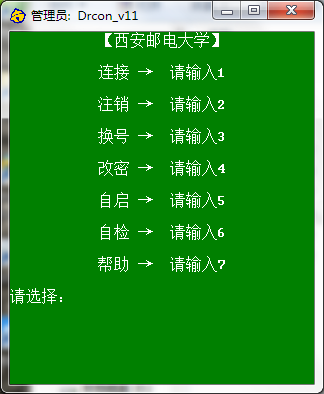 管理员: Drcon_v11
【西安邮电大学】
连接 → 请输入1
注销 → 请输入2
换号 → 请输入3
改密 → 请输入4
自启 → 请输入5
自检 → 请输入6
帮助 → 请输入7
请选择: